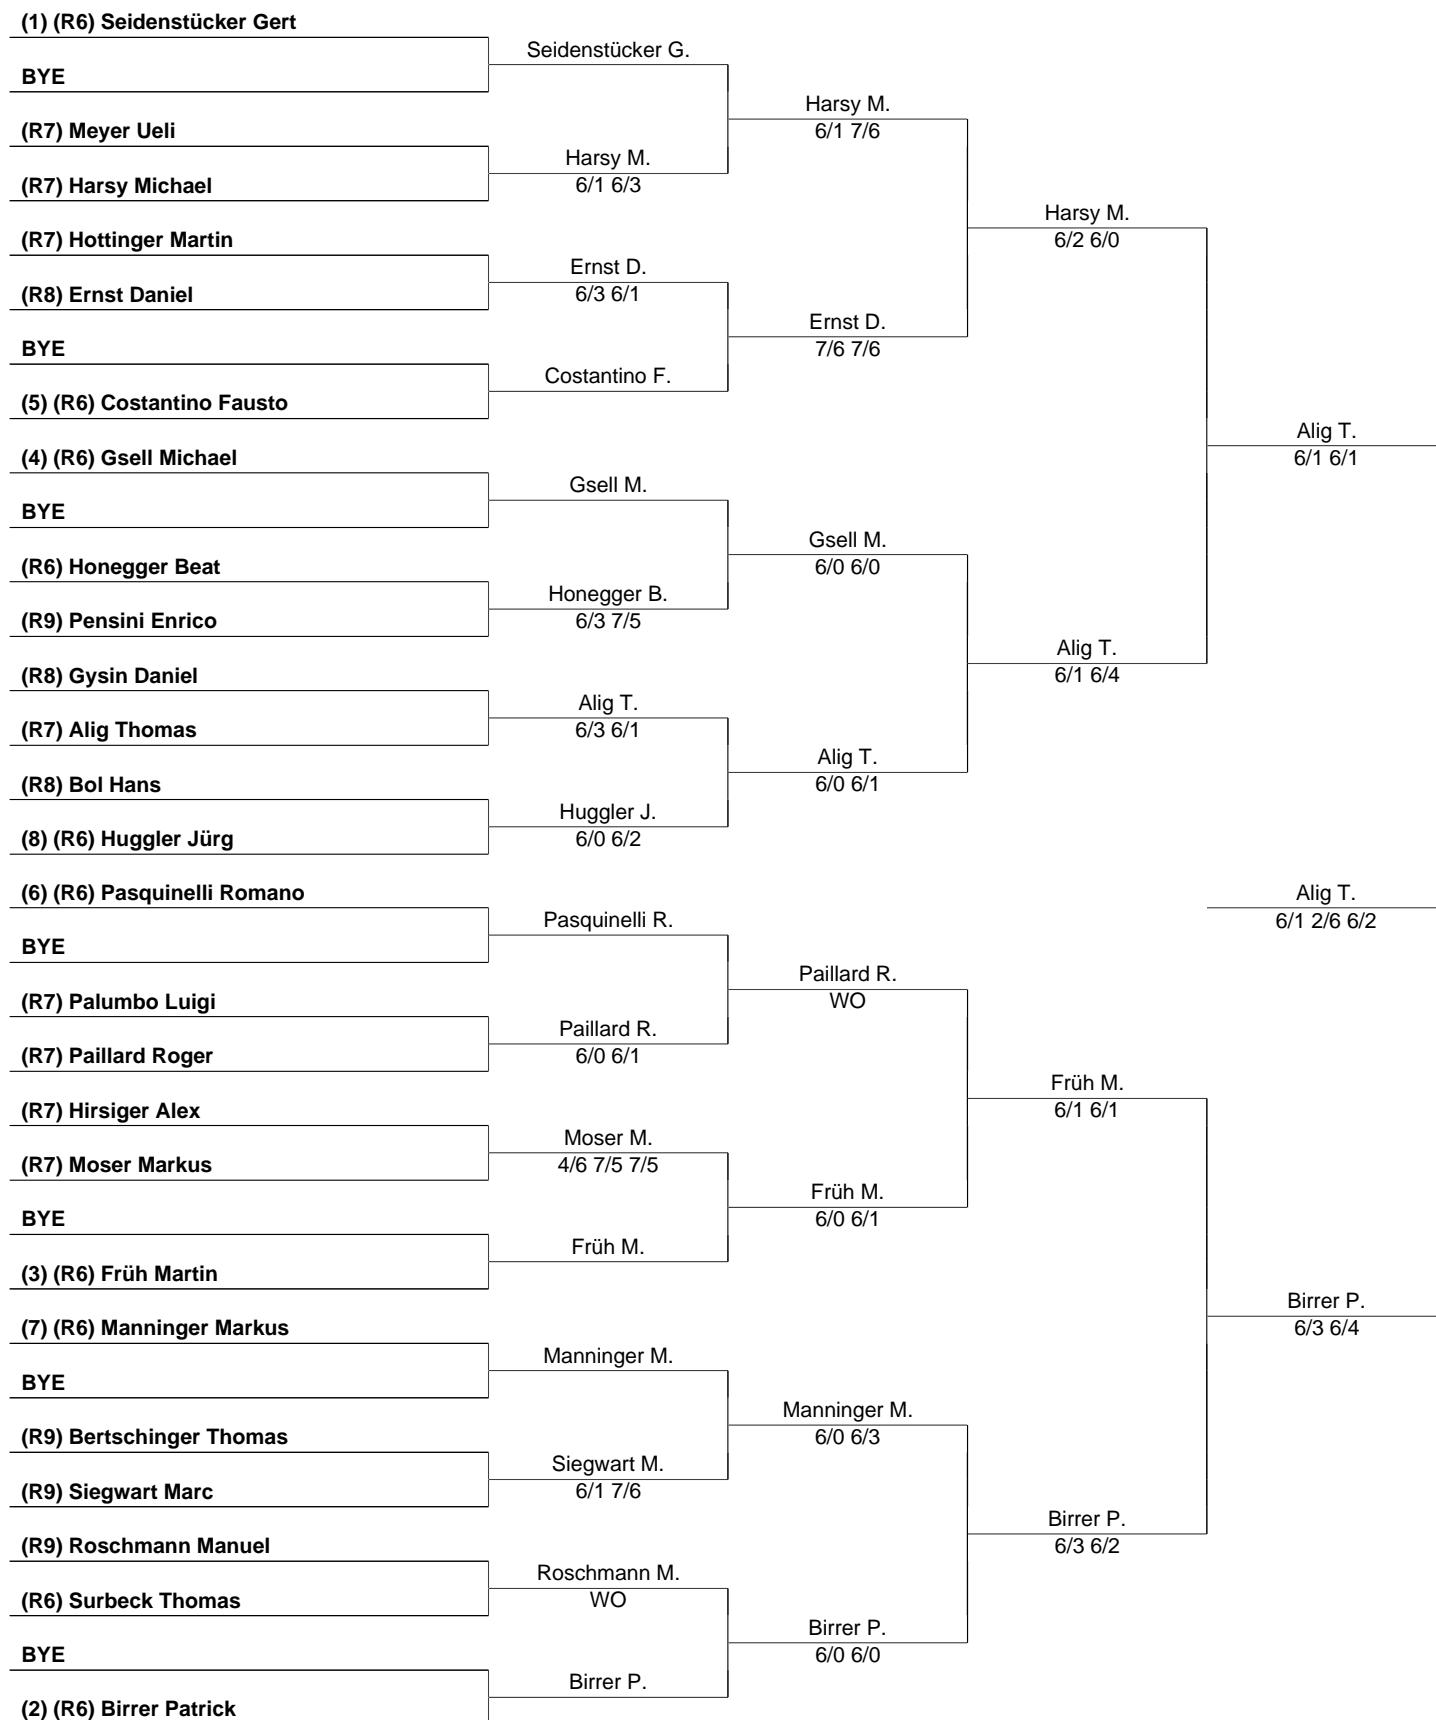 (1) (R6) Seidenstücker Gert
Seidenstücker G.
BYE
Harsy M.
6/1 7/6
(R7) Meyer Ueli
Harsy M.
6/1 6/3
(R7) Harsy Michael
Harsy M.
6/2 6/0
(R7) Hottinger Martin
Ernst D.
6/3 6/1
(R8) Ernst Daniel
Ernst D.
7/6 7/6
BYE
Costantino F.
(5) (R6) Costantino Fausto
Alig T.
6/1 6/1
(4) (R6) Gsell Michael
Gsell M.
BYE
Gsell M.
6/0 6/0
(R6) Honegger Beat
Honegger B.
6/3 7/5
(R9) Pensini Enrico
Alig T.
6/1 6/4
(R8) Gysin Daniel
Alig T.
6/3 6/1
(R7) Alig Thomas
Alig T.
6/0 6/1
(R8) Bol Hans
Huggler J.
6/0 6/2
(8) (R6) Huggler Jürg
(6) (R6) Pasquinelli Romano
Alig T.
6/1 2/6 6/2
Pasquinelli R.
BYE
Paillard R.
WO
(R7) Palumbo Luigi
Paillard R.
6/0 6/1
(R7) Paillard Roger
Früh M.
6/1 6/1
(R7) Hirsiger Alex
Moser M.
4/6 7/5 7/5
(R7) Moser Markus
Früh M.
6/0 6/1
BYE
Früh M.
(3) (R6) Früh Martin
Birrer P.
6/3 6/4
(7) (R6) Manninger Markus
Manninger M.
BYE
Manninger M.
6/0 6/3
(R9) Bertschinger Thomas
Siegwart M.
6/1 7/6
(R9) Siegwart Marc
Birrer P.
6/3 6/2
(R9) Roschmann Manuel
Roschmann M.
WO
(R6) Surbeck Thomas
Birrer P.
6/0 6/0
BYE
Birrer P.
(2) (R6) Birrer Patrick